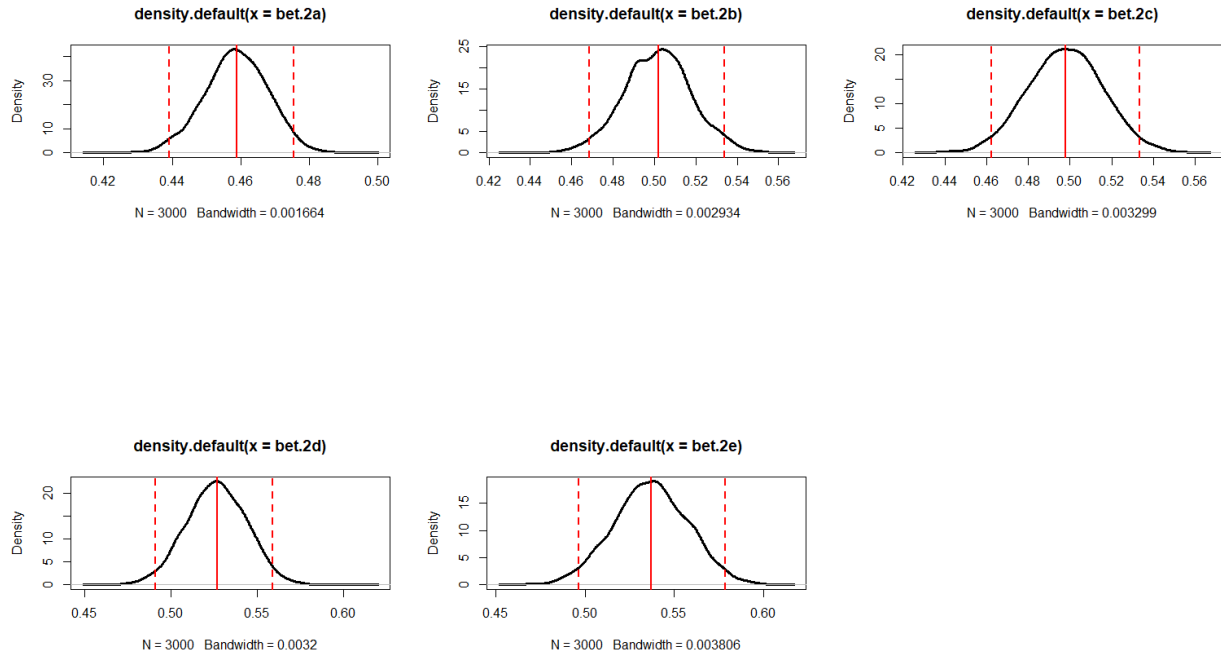 density.default(x = bet.2a)
Density
0 10 30
0.42 0.44 0.46 0.48 0.50
N = 3000 Bandwidth = 0.001664
density.default(x = bet.2b)
Density
0 5 15 25
0.42 0.44 0.46 0.48 0.50 0.52 0.54 0.56
N = 3000 Bandwidth = 0.002934
density.default(x = bet.2c)
Density
0 5 10 20
0.42 0.44 0.46 0.48 0.50 0.52 0.54 0.56
N = 3000 Bandwidth = 0.003299
density.default(x = bet.2d)
Density
0 5 10 20
0.45 0.50 0.55 0.60
N = 3000 Bandwidth = 0.0032
density.default(x = bet.2e)
Density
0 5 10 15
0.45 0.50 0.55 0.60
N = 3000 Bandwidth = 0.003806